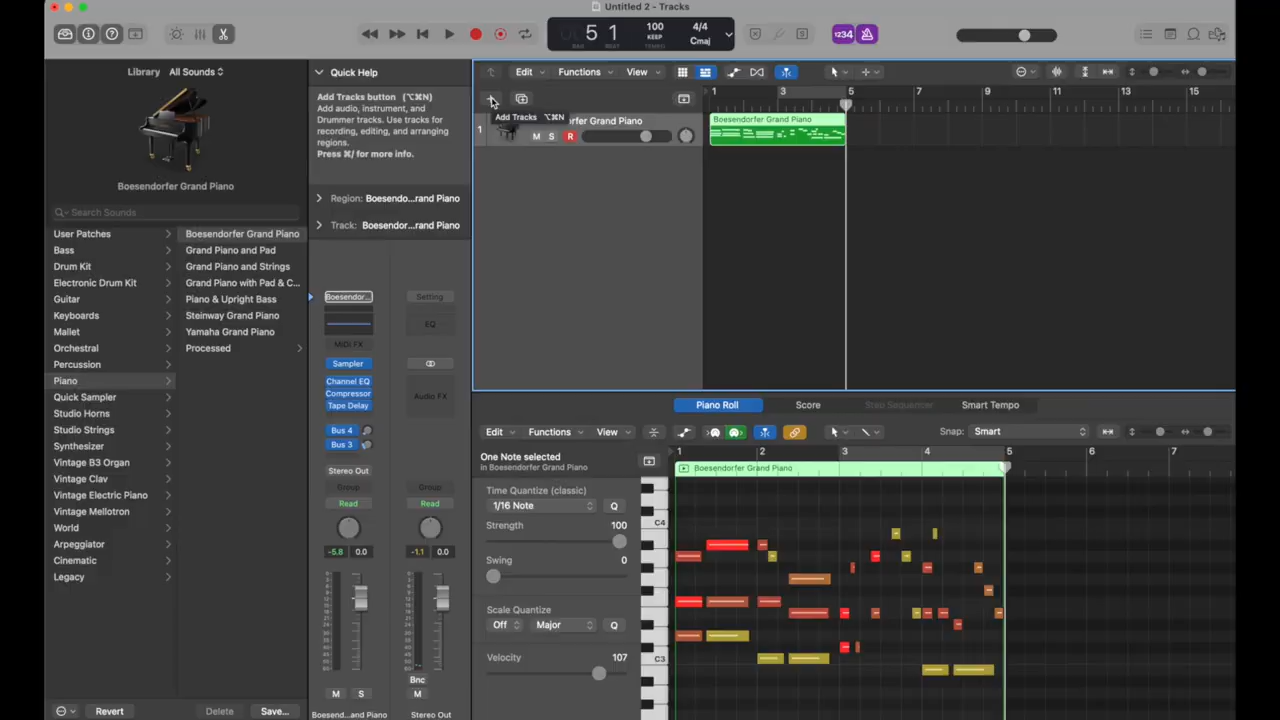 Untitled 2 - Tracks
5 1
BAR BEAT
100
KEEP
TEMPO
4/4
Cmaj
1234
Library All Sounds
Boesendorfer Grand Piano
Search Sounds
User Patches
Bass
Drum Kit
Electronic Drum Kit
Guitar
Keyboards
Mallet
Orchestral
Percussion
Piano
Quick Sampler
Studio Horns
Studio Strings
Synthesizer
Vintage B3 Organ
Vintage Clav
Vintage Electric Piano
Vintage Mellotron
World
Arpeggiator
Cinematic
Legacy
Boesendorfer Grand Piano
Grand Piano and Pad
Grand Piano and Strings
Grand Piano with Pad & C...
Piano & Upright Bass
Steinway Grand Piano
Yamaha Grand Piano
Processed
Revert Delete Save...
Quick Help
Add Tracks button (⌥⌘N)
Add audio, instrument, and
Drummer tracks. Use tracks for
recording, editing, and arranging
regions.
Press ⌘/ for more info.
Region: Boesendo...rand Piano
Track: Boesendor...rand Piano
Boesendor... Setting
EQ
MIDI FX
Sampler
Channel EQ
Compressor
Tape Delay
Audio FX
Bus 4
Bus 3
Stereo Out
Group Group
Read Read
-5.8 0.0 -1.1 0.0
Bnc
M S M
Boesend...and Piano Stereo Out
Edit Functions View
1 3 5 7 9 11 13 15
Add Tracks ⌥⌘N
1 rfer Grand Piano
M S R
Boesendorfer Grand Piano
Piano Roll Score Step Sequencer Smart Tempo
Edit Functions View Snap: Smart
One Note selected
in Boesendorfer Grand Piano
1 2 3 4 5 6 7
Boesendorfer Grand Piano
Time Quantize (classic)
1/16 Note Q
Strength 100
Swing 0
Scale Quantize
Off Major Q
Velocity 107
C4
C3